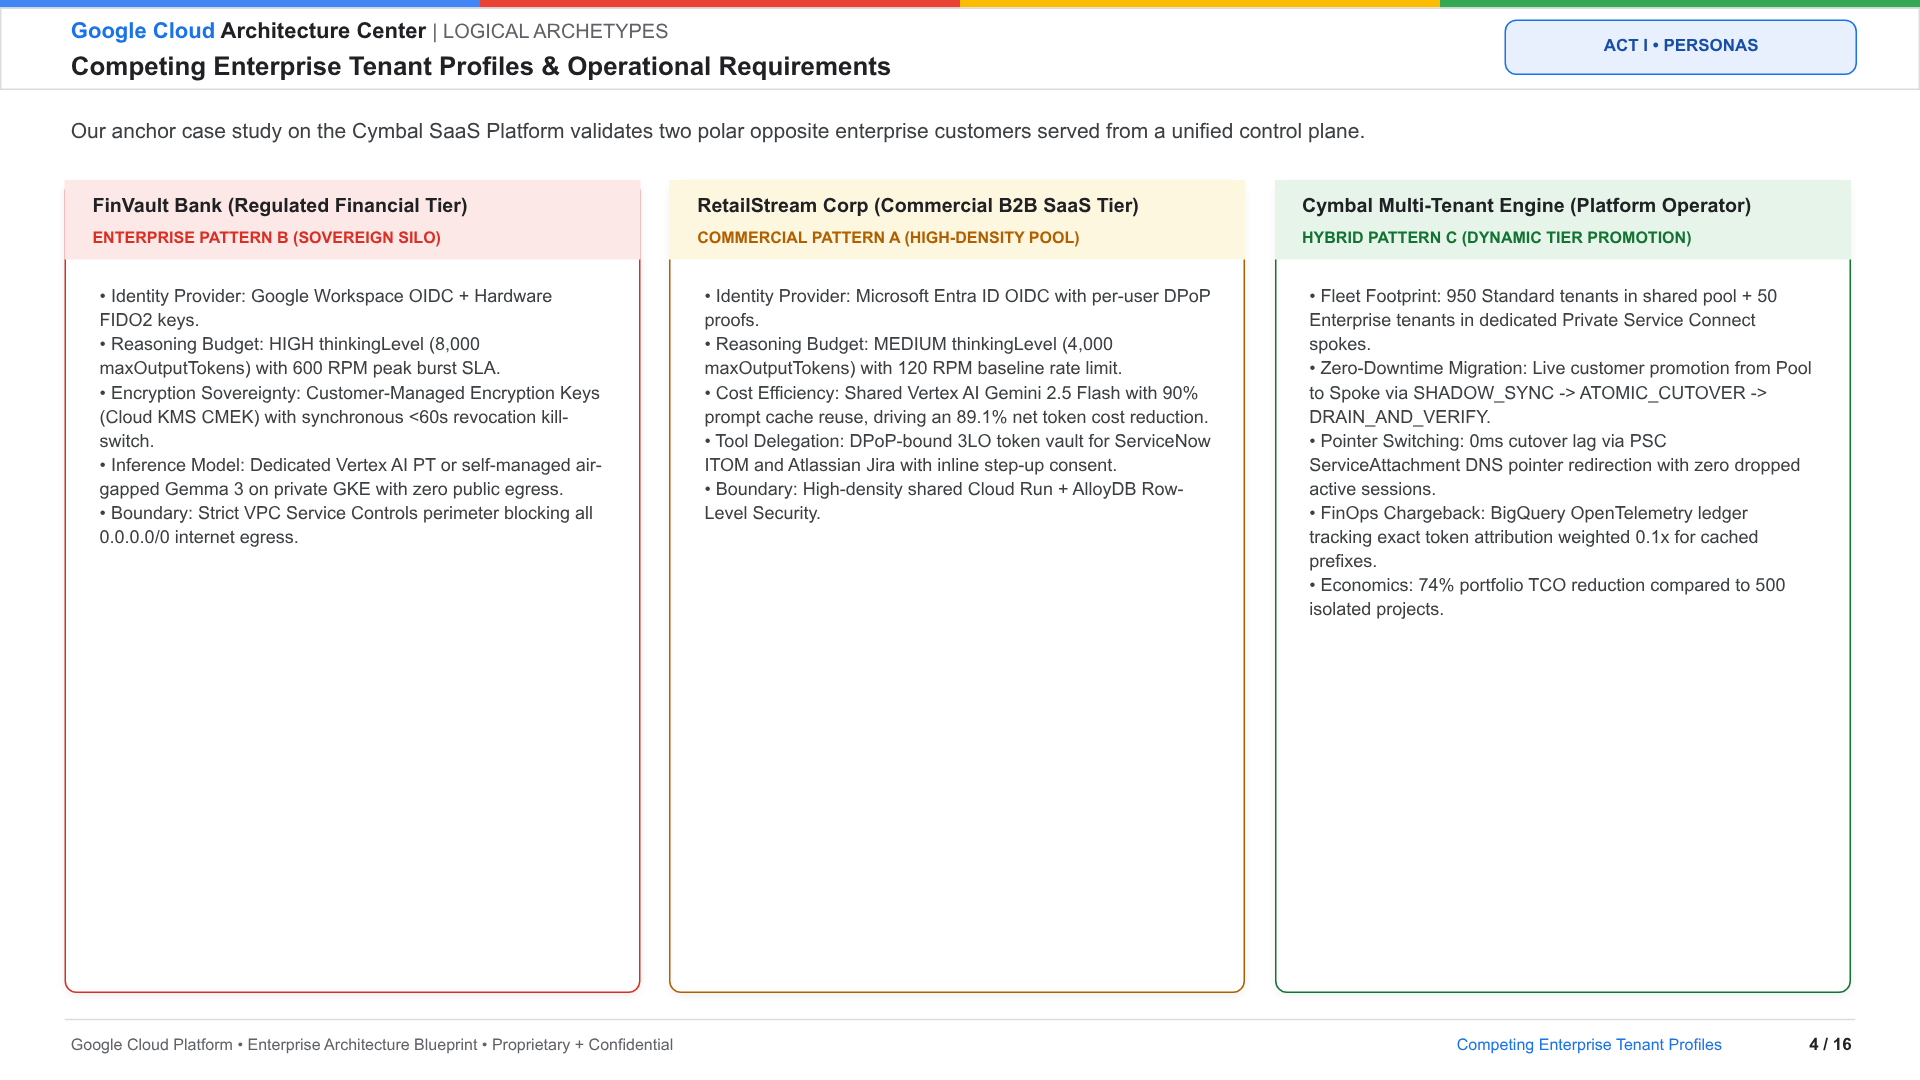 Google Cloud Architecture Center | LOGICAL ARCHETYPES
Competing Enterprise Tenant Profiles & Operational Requirements
ACT I • PERSONAS
Our anchor case study on the Cymbal SaaS Platform validates two polar opposite enterprise customers served from a unified control plane.
FinVault Bank (Regulated Financial Tier)
ENTERPRISE PATTERN B (SOVEREIGN SILO)
• Identity Provider: Google Workspace OIDC + Hardware
FIDO2 keys.
• Reasoning Budget: HIGH thinkingLevel (8,000
maxOutputTokens) with 600 RPM peak burst SLA.
• Encryption Sovereignty: Customer-Managed Encryption Keys
(Cloud KMS CMEK) with synchronous <60s revocation kill-
switch.
• Inference Model: Dedicated Vertex AI PT or self-managed air-
gapped Gemma 3 on private GKE with zero public egress.
• Boundary: Strict VPC Service Controls perimeter blocking all
0.0.0.0/0 internet egress.
RetailStream Corp (Commercial B2B SaaS Tier)
COMMERCIAL PATTERN A (HIGH-DENSITY POOL)
• Identity Provider: Microsoft Entra ID OIDC with per-user DPoP
proofs.
• Reasoning Budget: MEDIUM thinkingLevel (4,000
maxOutputTokens) with 120 RPM baseline rate limit.
• Cost Efficiency: Shared Vertex AI Gemini 2.5 Flash with 90%
prompt cache reuse, driving an 89.1% net token cost reduction.
• Tool Delegation: DPoP-bound 3LO token vault for ServiceNow
ITOM and Atlassian Jira with inline step-up consent.
• Boundary: High-density shared Cloud Run + AlloyDB Row-
Level Security.
Cymbal Multi-Tenant Engine (Platform Operator)
HYBRID PATTERN C (DYNAMIC TIER PROMOTION)
• Fleet Footprint: 950 Standard tenants in shared pool + 50
Enterprise tenants in dedicated Private Service Connect
spokes.
• Zero-Downtime Migration: Live customer promotion from Pool
to Spoke via SHADOW_SYNC -> ATOMIC_CUTOVER ->
DRAIN_AND_VERIFY.
• Pointer Switching: 0ms cutover lag via PSC
ServiceAttachment DNS pointer redirection with zero dropped
active sessions.
• FinOps Chargeback: BigQuery OpenTelemetry ledger
tracking exact token attribution weighted 0.1x for cached
prefixes.
• Economics: 74% portfolio TCO reduction compared to 500
isolated projects.
Google Cloud Platform • Enterprise Architecture Blueprint • Proprietary + Confidential
Competing Enterprise Tenant Profiles
4 / 16